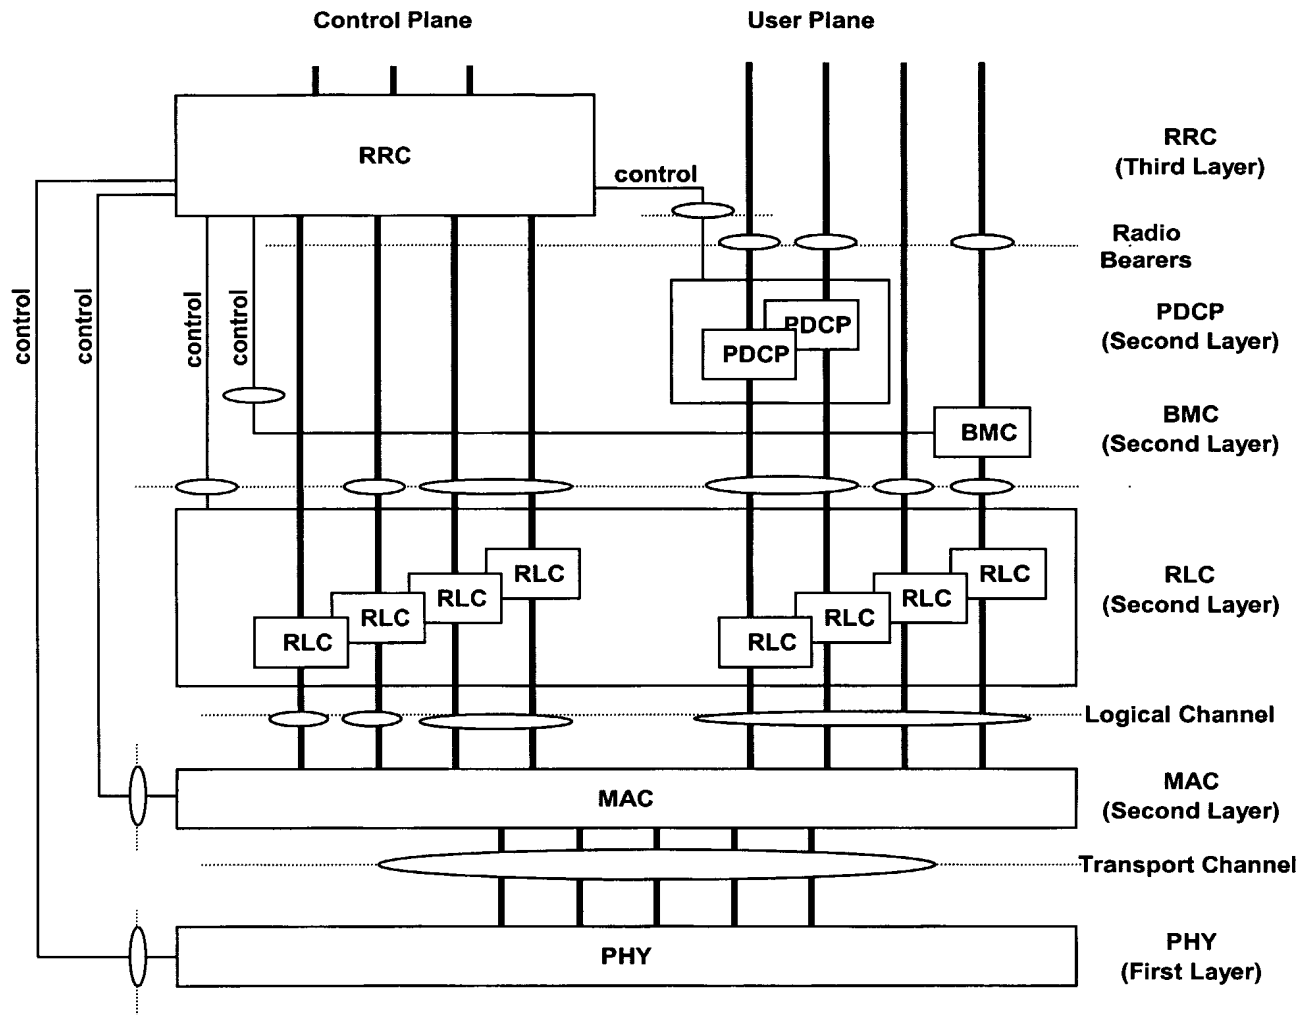 Control Plane
User Plane
RRC
control
RRC
(Third Layer)
Radio
Bearers
control
control
control
control
PDCP
PDCP
PDCP
(Second Layer)
BMC
BMC
(Second Layer)
RLC
RLC
RLC
RLC
RLC
RLC
RLC
RLC
RLC
(Second Layer)
Logical Channel
MAC
MAC
(Second Layer)
Transport Channel
PHY
PHY
(First Layer)